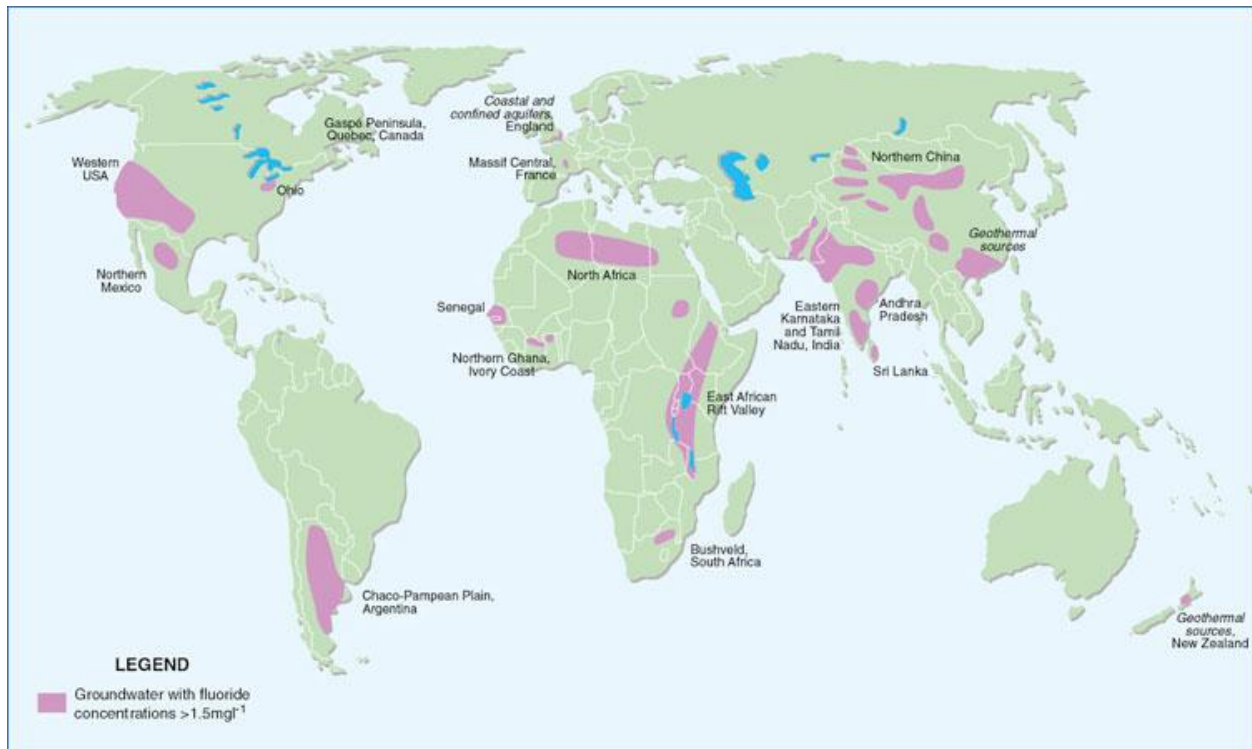 Coastal and
confined aquifers,
England
Gaspé Peninsula,
Quebec, Canada
Western
USA
Massif Central,
France
Northern China
Ohio
Geothermal
sources
Northern
Mexico
North Africa
Senegal
Eastern
Karnataka
and Tamil
Nadu, India
Andhra
Pradesh
Northern Ghana,
Ivory Coast
Sri Lanka
East African
Rift Valley
Bushveld,
South Africa
Chaco-Pampean Plain,
Argentina
Geothermal
sources,
New Zealand
LEGEND
Groundwater with fluoride
concentrations >1.5mgl⁻¹